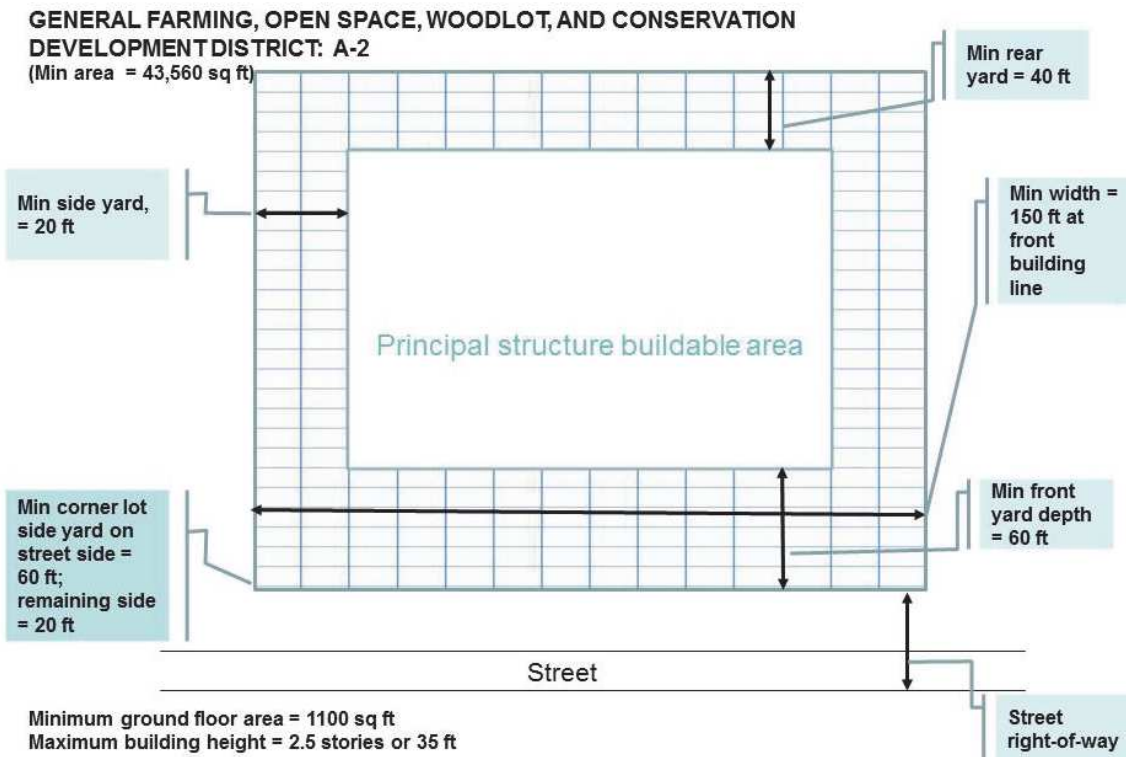 GENERAL FARMING, OPEN SPACE, WOODLOT, AND CONSERVATION
DEVELOPMENT DISTRICT: A-2
(Min area = 43,560 sq ft)
Min rear
yard = 40 ft
Min side yard,
= 20 ft
Min width =
150 ft at
front
building
line
Principal structure buildable area
Min corner lot
side yard on
street side =
60 ft;
remaining side
= 20 ft
Min front
yard depth
= 60 ft
Street
Minimum ground floor area = 1100 sq ft
Maximum building height = 2.5 stories or 35 ft
Street
right-of-way